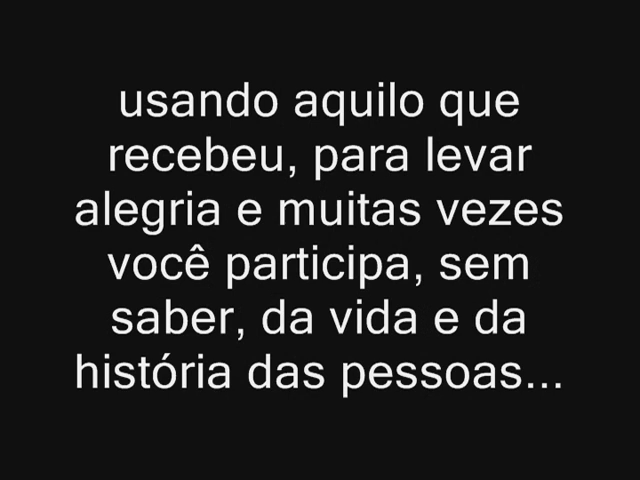 usando aquilo que
recebeu, para levar
alegria e muitas vezes
você participa, sem
saber, da vida e da
história das pessoas...